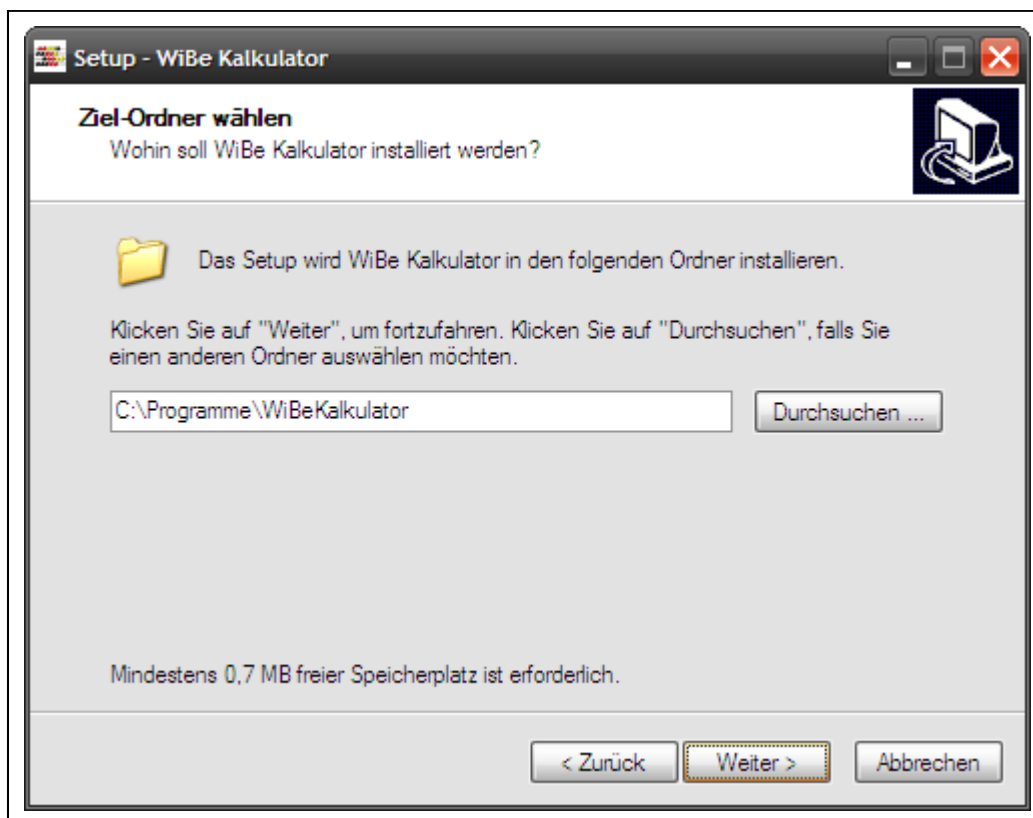 Setup - WiBe Kalkulator
Ziel-Ordner wählen
Wohin soll WiBe Kalkulator installiert werden?
Das Setup wird WiBe Kalkulator in den folgenden Ordner installieren.
Klicken Sie auf "Weiter", um fortzufahren. Klicken Sie auf "Durchsuchen", falls Sie
einen anderen Ordner auswählen möchten.
C:\Programme\WiBeKalkulator
Durchsuchen ...
Mindestens 0,7 MB freier Speicherplatz ist erforderlich.
< Zurück
Weiter >
Abbrechen